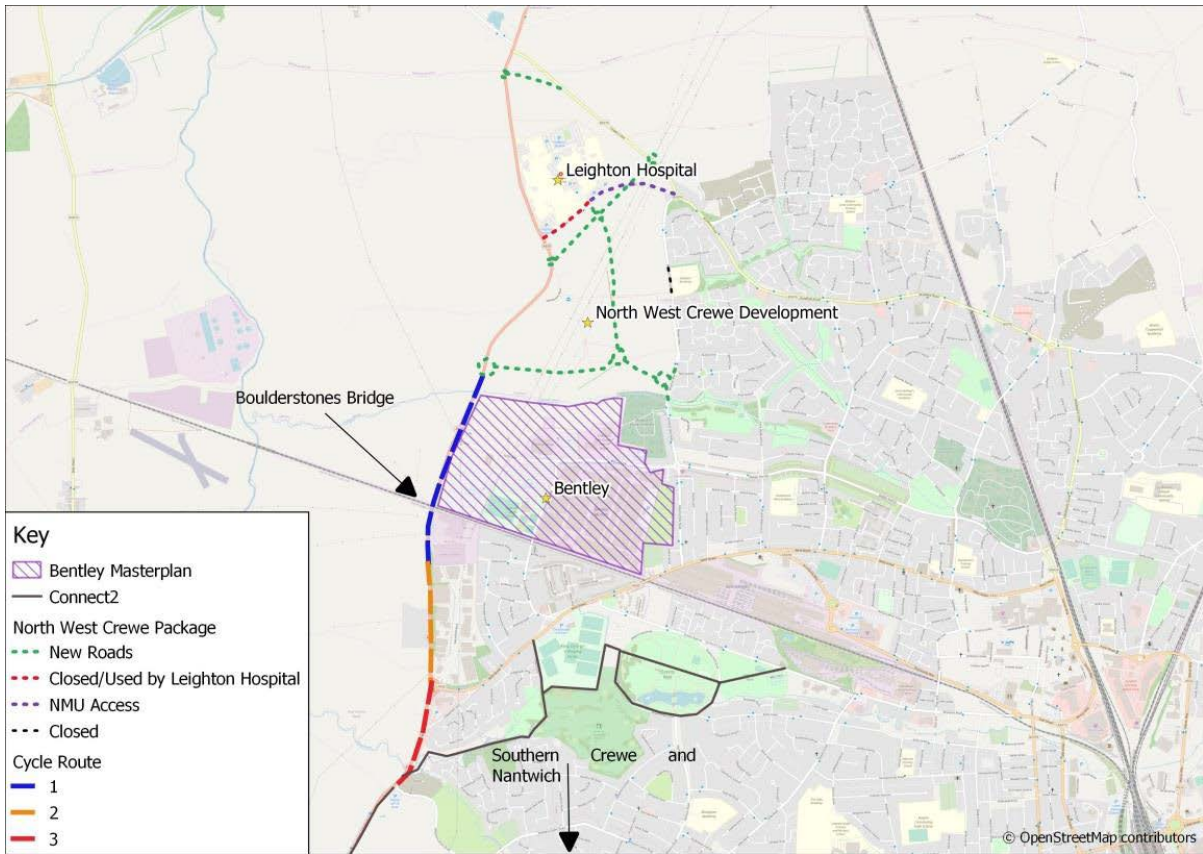 Leighton Hospital
North West Crewe Development
Boulderstones Bridge
Bentley
Key
Bentley Masterplan
Connect2
North West Crewe Package
New Roads
Closed/Used by Leighton Hospital
NMU Access
Closed
Cycle Route
1
2
3
Southern Crewe and
Nantwich
© OpenStreetMap contributors